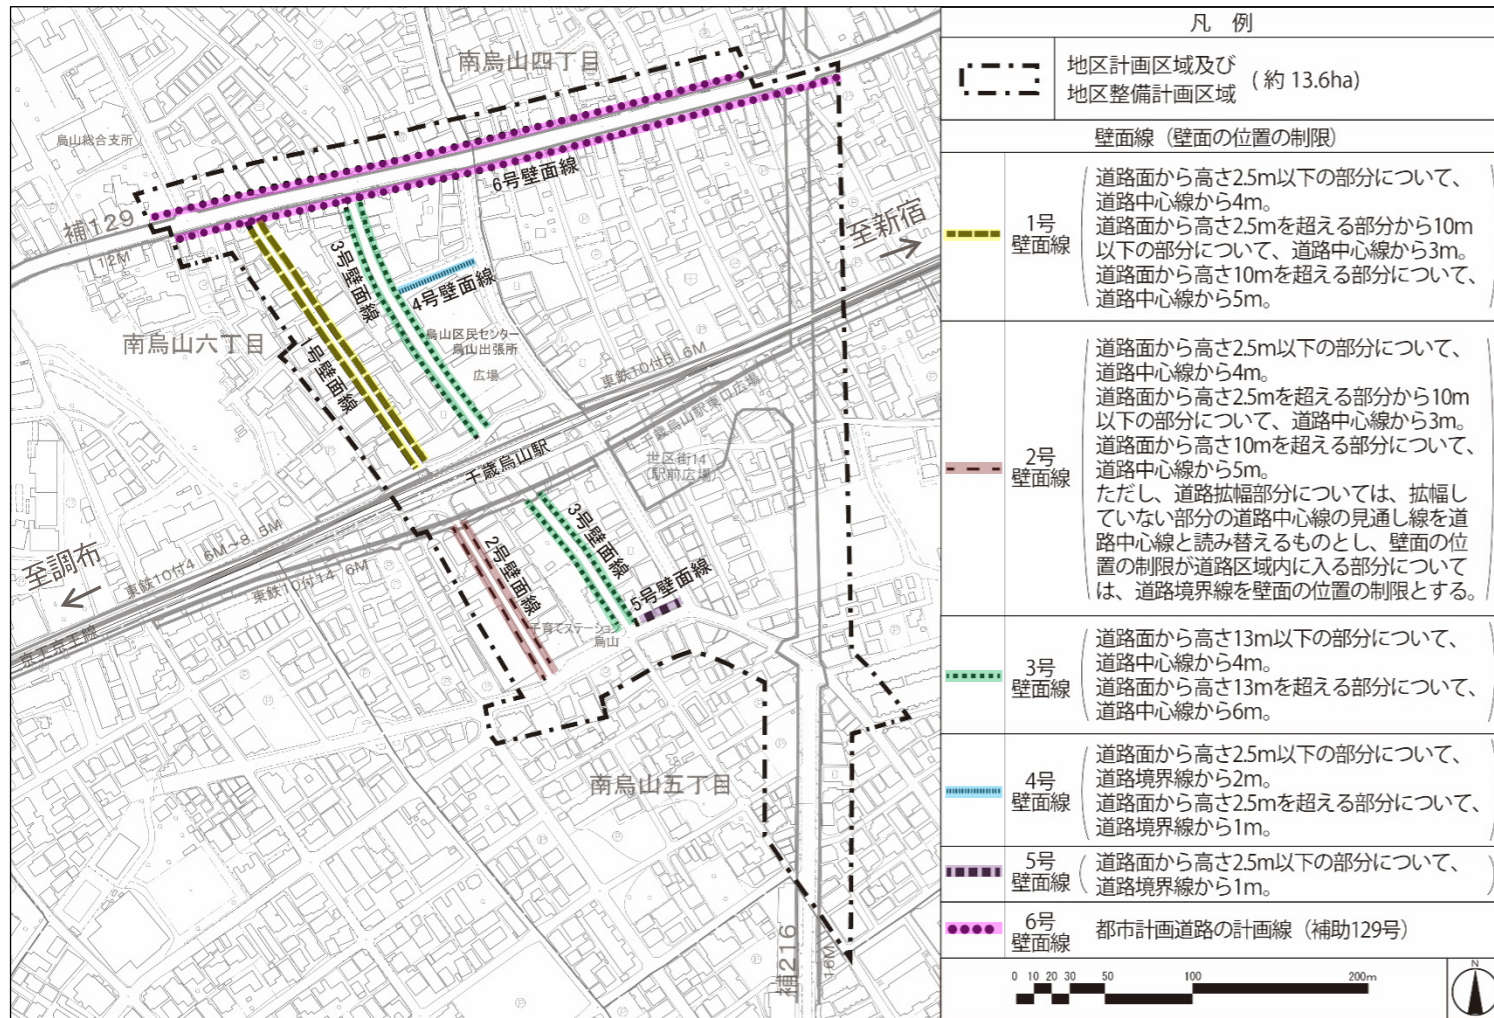 南烏山四丁目
烏山総合支所
補129
12M
6号壁面線
至新宿
3号壁面線
4号壁面線
南烏山六丁目
烏山区民センター
烏山出張所
広場
1号壁面線
東鉄10付5 6M
千歳烏山駅東口広場
千歳烏山駅
世区街14
(駅前広場)
至調布
東鉄10付4 6M~8.5M
東鉄10付14 6M
京王京王線
2号壁面線
3号壁面線
5号壁面線
子育てステーション
烏山
南烏山五丁目
補216
16M
凡 例
地区計画区域及び
地区整備計画区域 (約 13.6ha)
壁面線(壁面の位置の制限)
1号
壁面線
道路面から高さ2.5m以下の部分について、
道路中心線から4m。
道路面から高さ2.5mを超える部分から10m
以下の部分について、道路中心線から3m。
道路面から高さ10mを超える部分について、
道路中心線から5m。
2号
壁面線
道路面から高さ2.5m以下の部分について、
道路中心線から4m。
道路面から高さ2.5mを超える部分から10m
以下の部分について、道路中心線から3m。
道路面から高さ10mを超える部分について、
道路中心線から5m。
ただし、道路拡幅部分については、拡幅し
ていない部分の道路中心線の見通し線を道
路中心線と読み替えるものとし、壁面の位
置の制限が道路区域内に入る部分について
は、道路境界線を壁面の位置の制限とする。
3号
壁面線
道路面から高さ13m以下の部分について、
道路中心線から4m。
道路面から高さ13mを超える部分について、
道路中心線から6m。
4号
壁面線
道路面から高さ2.5m以下の部分について、
道路境界線から2m。
道路面から高さ2.5mを超える部分について、
道路境界線から1m。
5号
壁面線
道路面から高さ2.5m以下の部分について、
道路境界線から1m。
6号
壁面線
都市計画道路の計画線(補助129号)
0 10 20 30 50 100 200m
N